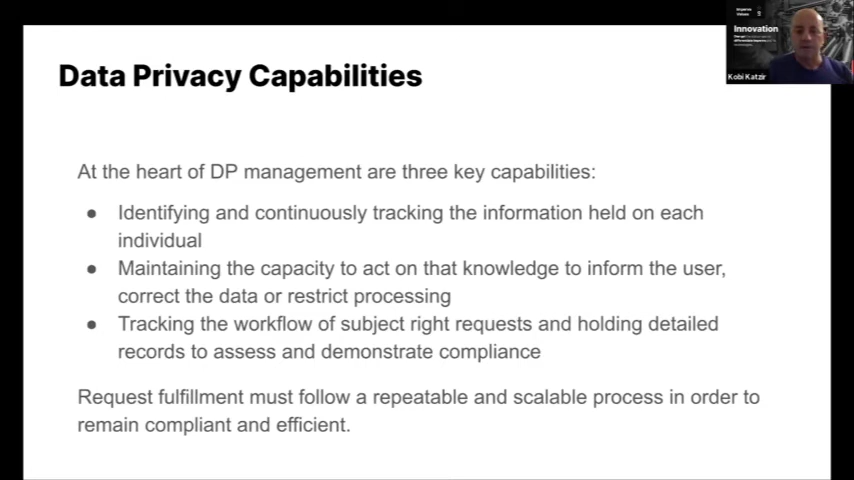 Data Privacy Capabilities
At the heart of DP management are three key capabilities:
● Identifying and continuously tracking the information held on each
individual
● Maintaining the capacity to act on that knowledge to inform the user,
correct the data or restrict processing
● Tracking the workflow of subject right requests and holding detailed
records to assess and demonstrate compliance
Request fulfillment must follow a repeatable and scalable process in order to
remain compliant and efficient.
Imperva
Values
Innovation
Kobi Katzir